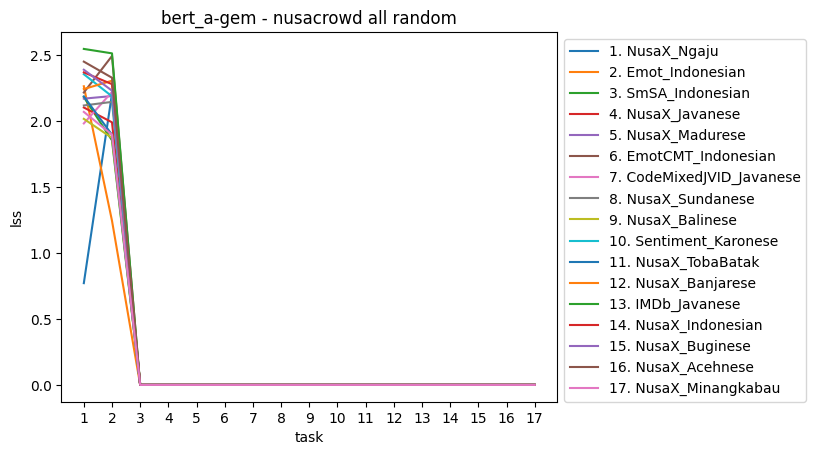 bert_a-gem - nusacrowd all random
lss
2.5
2.0
1.5
1.0
0.5
0.0
1 2 3 4 5 6 7 8 9 10 11 12 13 14 15 16 17
task
1. NusaX_Ngaju
2. Emot_Indonesian
3. SmSA_Indonesian
4. NusaX_Javanese
5. NusaX_Madurese
6. EmotCMT_Indonesian
7. CodeMixedJVID_Javanese
8. NusaX_Sundanese
9. NusaX_Balinese
10. Sentiment_Karonese
11. NusaX_TobaBatak
12. NusaX_Banjarese
13. IMDb_Javanese
14. NusaX_Indonesian
15. NusaX_Buginese
16. NusaX_Acehnese
17. NusaX_Minangkabau